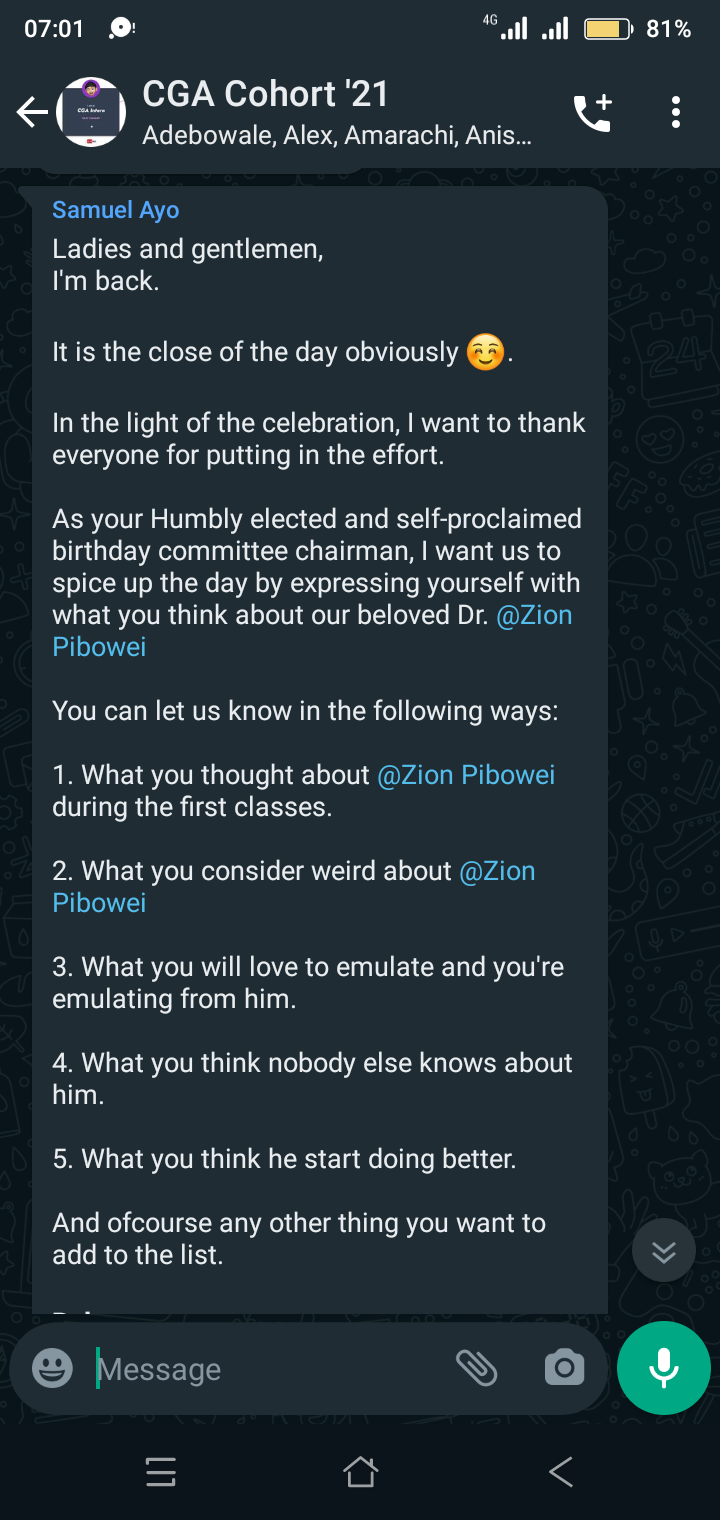 07:01
4G
81%
CGA Cohort '21
Adebowale, Alex, Amarachi, Anis...
Samuel Ayo
Ladies and gentlemen,
I'm back.
It is the close of the day obviously ☺️.
In the light of the celebration, I want to thank
everyone for putting in the effort.
As your Humbly elected and self-proclaimed
birthday committee chairman, I want us to
spice up the day by expressing yourself with
what you think about our beloved Dr. @Zion
Pibowei
You can let us know in the following ways:
1. What you thought about @Zion Pibowei
during the first classes.
2. What you consider weird about @Zion
Pibowei
3. What you will love to emulate and you're
emulating from him.
4. What you think nobody else knows about
him.
5. What you think he start doing better.
And ofcourse any other thing you want to
add to the list.
Message